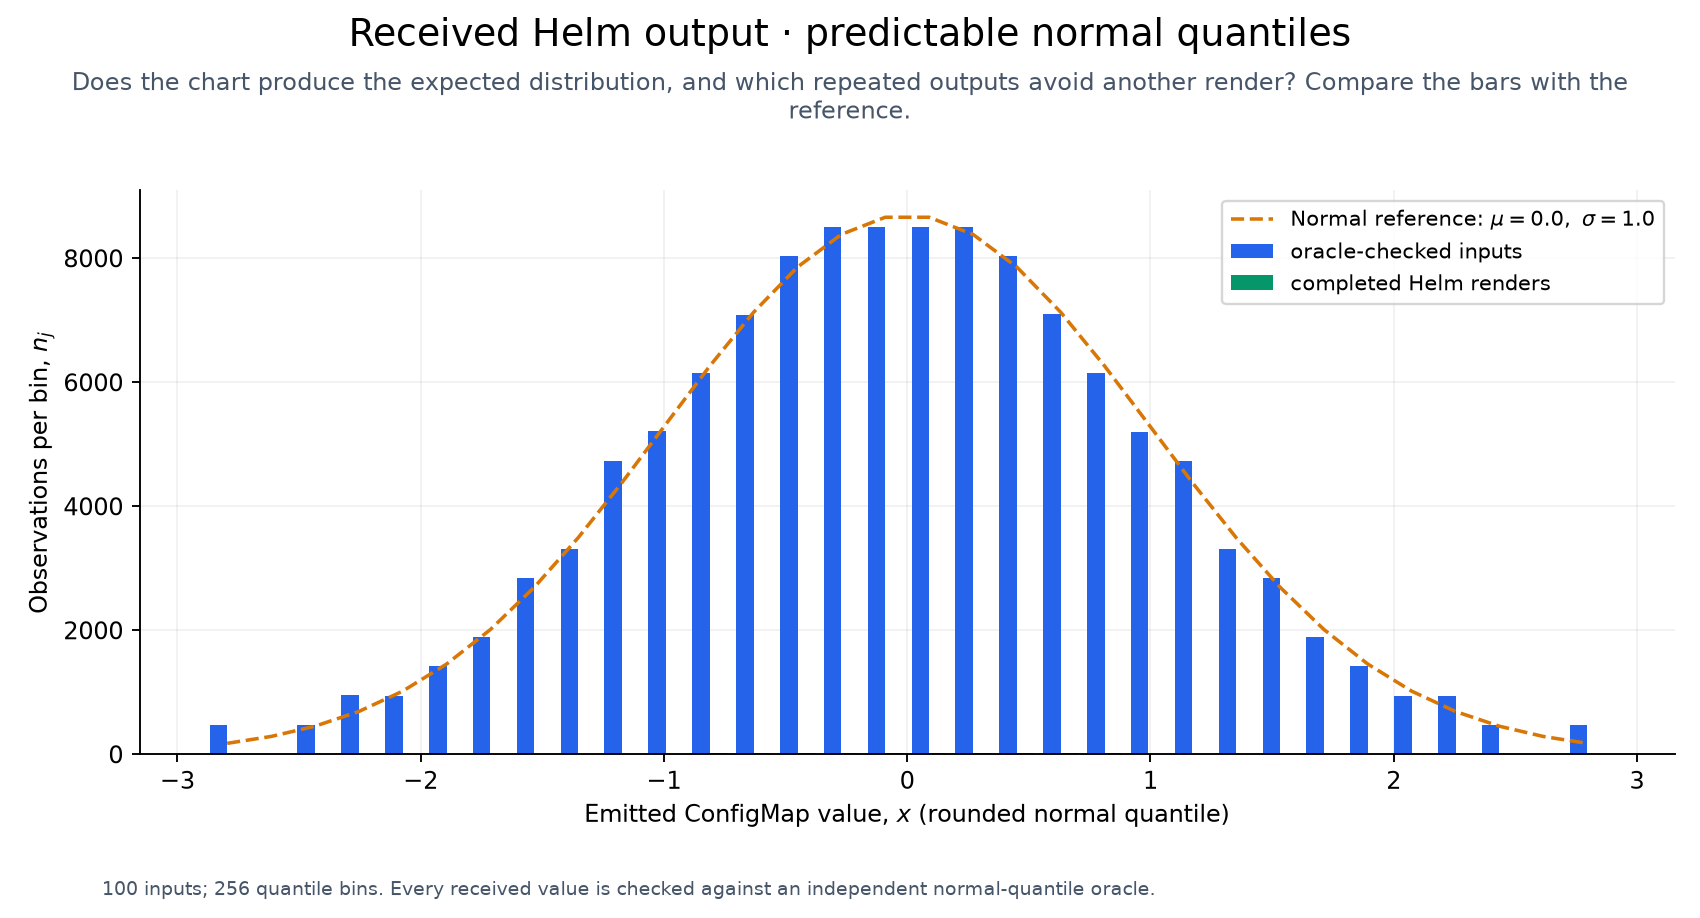 Received Helm output · predictable normal quantiles
Does the chart produce the expected distribution, and which repeated outputs avoid another render? Compare the bars with the
reference.
Normal reference: μ = 0.0, σ = 1.0
oracle-checked inputs
completed Helm renders
Observations per bin, nⱼ
8000
6000
4000
2000
0
−3
−2
−1
0
1
2
3
Emitted ConfigMap value, x (rounded normal quantile)
100 inputs; 256 quantile bins. Every received value is checked against an independent normal-quantile oracle.